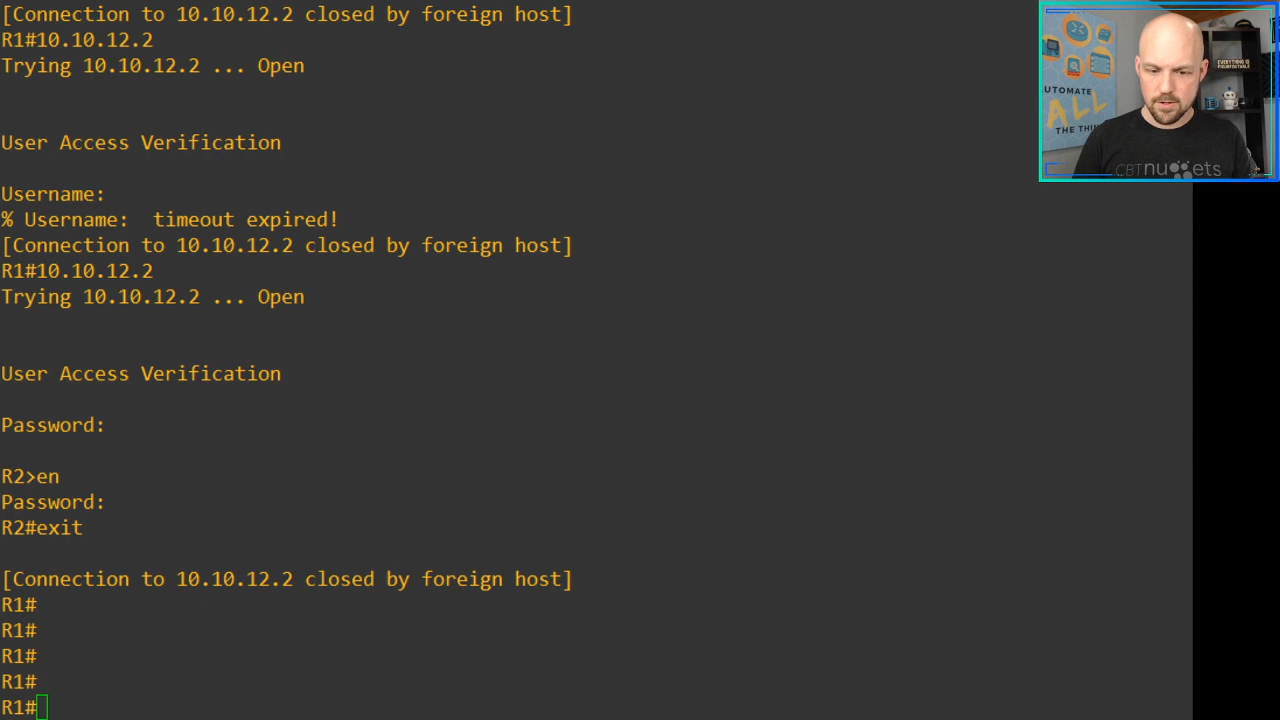 [Connection to 10.10.12.2 closed by foreign host]
R1#10.10.12.2
Trying 10.10.12.2 ... Open
User Access Verification
Username:
% Username:  timeout expired!
[Connection to 10.10.12.2 closed by foreign host]
R1#10.10.12.2
Trying 10.10.12.2 ... Open
User Access Verification
Password:
R2>en
Password:
R2#exit
[Connection to 10.10.12.2 closed by foreign host]
R1#
R1#
R1#
R1#
R1#
UTOMATE
ALL
THE THI
EVERYTHING IS
CBTnuggets